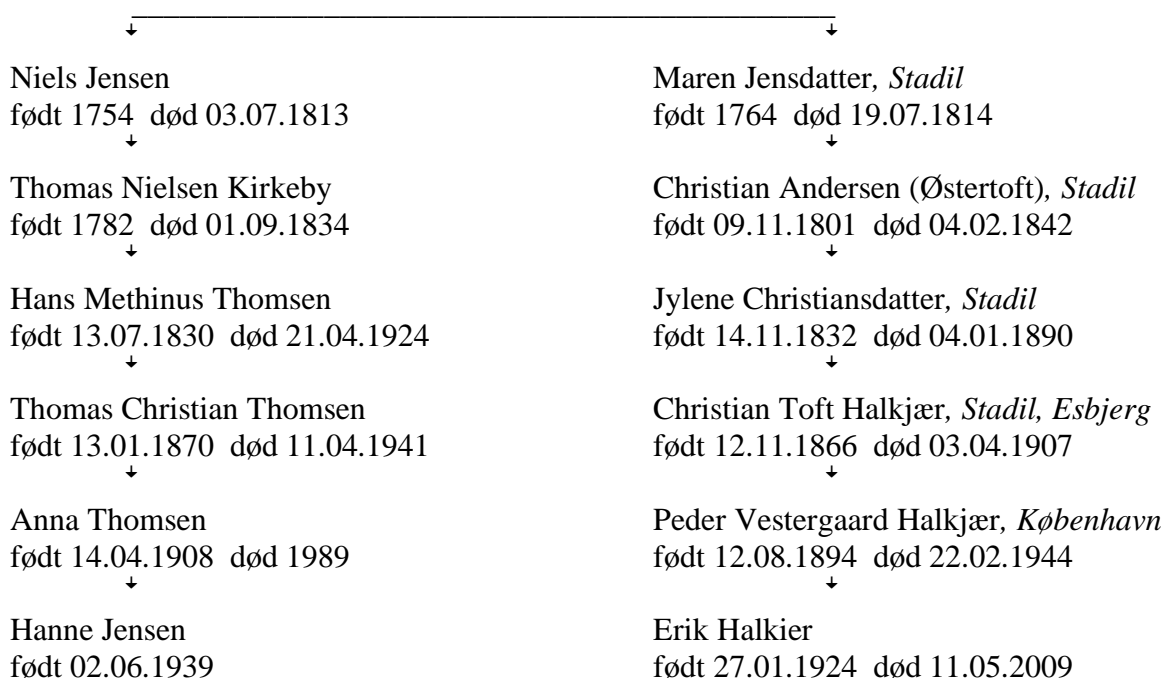 Niels Jensen
født 1754 død 03.07.1813
Thomas Nielsen Kirkeby
født 1782 død 01.09.1834
Hans Methinus Thomsen
født 13.07.1830 død 21.04.1924
Thomas Christian Thomsen
født 13.01.1870 død 11.04.1941
Anna Thomsen
født 14.04.1908 død 1989
Hanne Jensen
født 02.06.1939
Maren Jensdatter, Stadil
født 1764 død 19.07.1814
Christian Andersen (Østertoft), Stadil
født 09.11.1801 død 04.02.1842
Jylene Christiansdatter, Stadil
født 14.11.1832 død 04.01.1890
Christian Toft Halkjær, Stadil, Esbjerg
født 12.11.1866 død 03.04.1907
Peder Vestergaard Halkjær, København
født 12.08.1894 død 22.02.1944
Erik Halkier
født 27.01.1924 død 11.05.2009